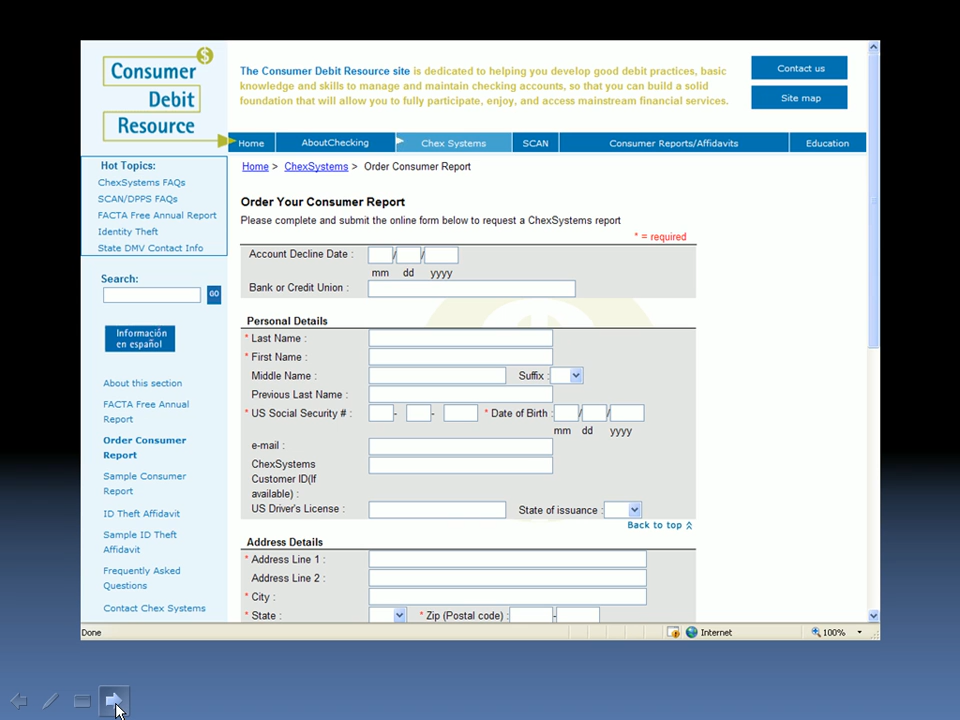 Consumer
Debit
Resource
$
The Consumer Debit Resource site is dedicated to helping you develop good debit practices, basic
knowledge and skills to manage and maintain checking accounts, so that you can build a solid
foundation that will allow you to fully participate, enjoy, and access mainstream financial services.
Contact us
Site map
Home AboutChecking Chex Systems SCAN Consumer Reports/Affidavits Education
Hot Topics:
ChexSystems FAQs
SCAN/DPPS FAQs
FACTA Free Annual Report
Identity Theft
State DMV Contact Info
Search:
GO
Información
en español
About this section
FACTA Free Annual
Report
Order Consumer
Report
Sample Consumer
Report
ID Theft Affidavit
Sample ID Theft
Affidavit
Frequently Asked
Questions
Contact Chex Systems
Home > ChexSystems > Order Consumer Report
Order Your Consumer Report
Please complete and submit the online form below to request a ChexSystems report
* = required
Account Decline Date : / /
mm dd yyyy
Bank or Credit Union :
Personal Details
* Last Name :
* First Name :
Middle Name : Suffix :
Previous Last Name :
* US Social Security # : - - * Date of Birth : / /
mm dd yyyy
e-mail :
ChexSystems
Customer ID(If
available) :
US Driver's License : State of issuance :
Back to top
Address Details
* Address Line 1 :
Address Line 2 :
* City :
* State : * Zip (Postal code) : -
Done Internet 100%